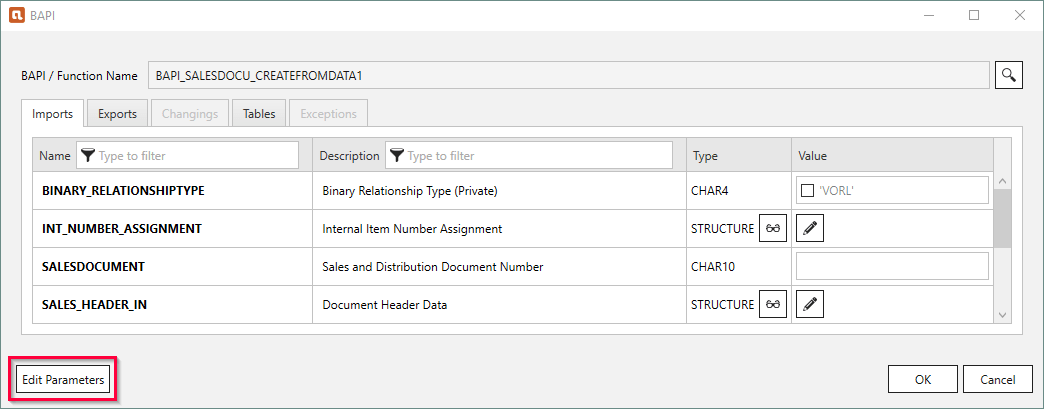 BAPI
BAPI / Function Name BAPI_SALESDOCU_CREATEFROMDATA1
Imports Exports Changings Tables Exceptions
Name Type to filter Description Type to filter Type Value
BINARY_RELATIONSHIPTYPE Binary Relationship Type (Private) CHAR4 'VORL'
INT_NUMBER_ASSIGNMENT Internal Item Number Assignment STRUCTURE
SALESDOCUMENT Sales and Distribution Document Number CHAR10
SALES_HEADER_IN Document Header Data STRUCTURE
Edit Parameters OK Cancel